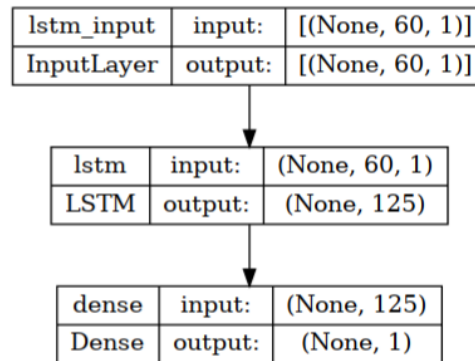 lstm_input input: [(None, 60, 1)]
InputLayer output: [(None, 60, 1)]
lstm input: (None, 60, 1)
LSTM output: (None, 125)
dense input: (None, 125)
Dense output: (None, 1)